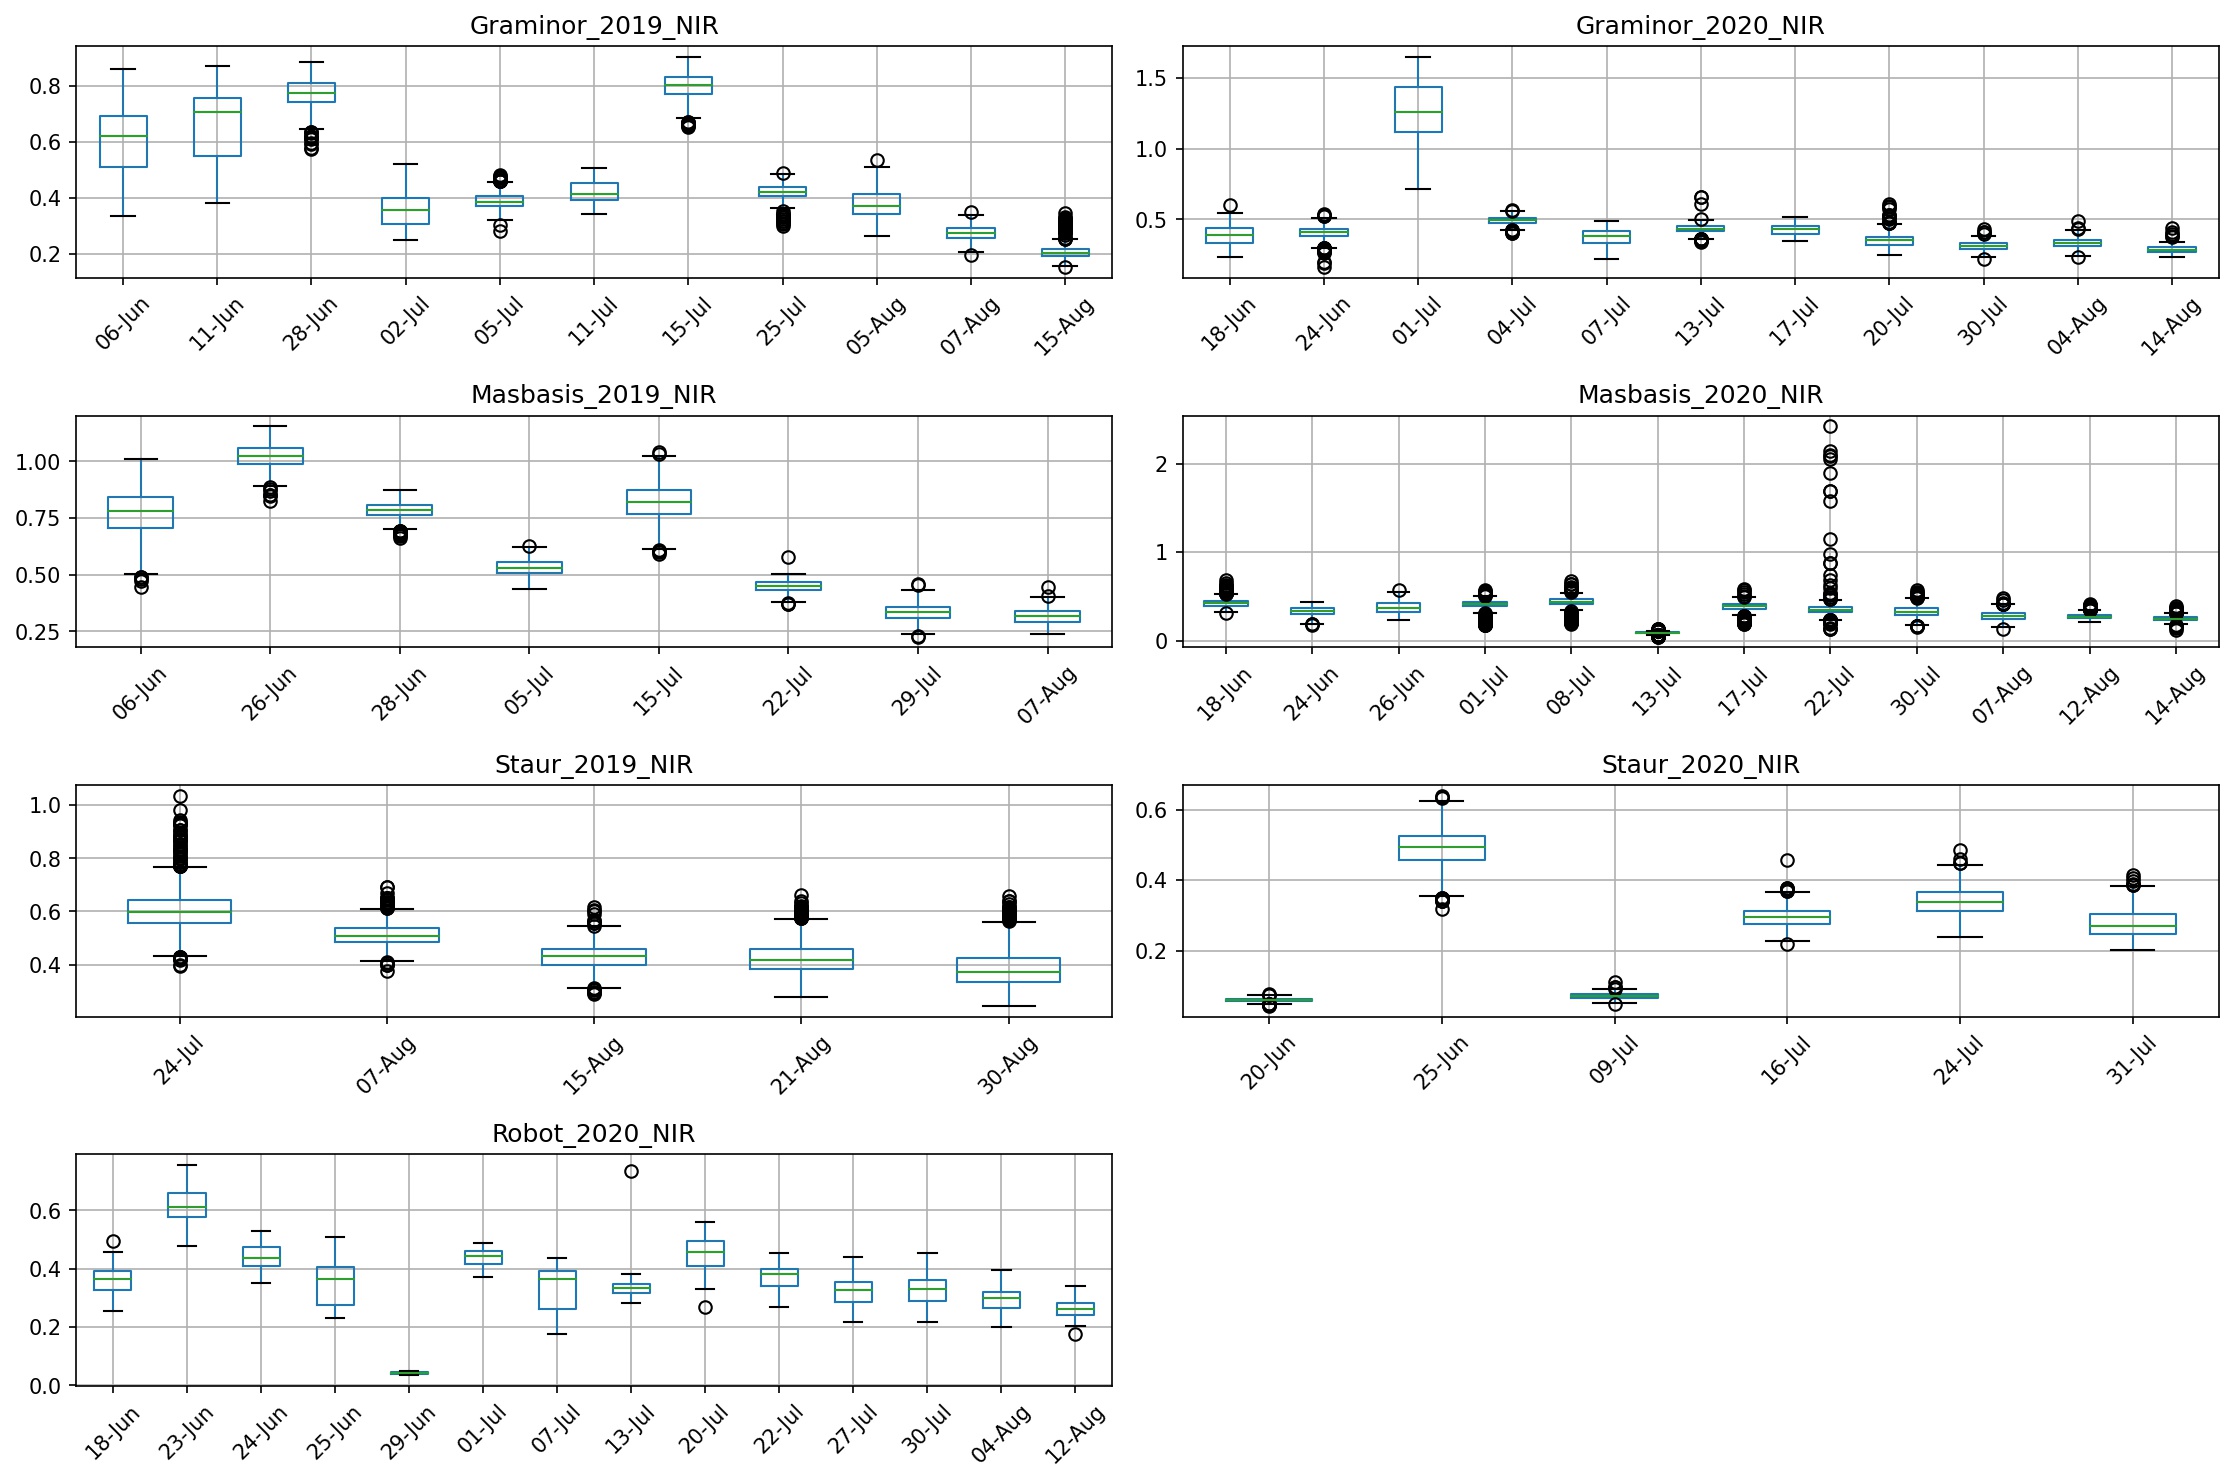 Graminor_2019_NIR
0.8
0.6
0.4
0.2
06-Jun 11-Jun 28-Jun 02-Jul 05-Jul 11-Jul 15-Jul 25-Jul 05-Aug 07-Aug 15-Aug
Graminor_2020_NIR
1.5
1.0
0.5
18-Jun 24-Jun 01-Jul 04-Jul 07-Jul 13-Jul 17-Jul 20-Jul 30-Jul 04-Aug 14-Aug
Masbasis_2019_NIR
1.00
0.75
0.50
0.25
06-Jun 26-Jun 28-Jun 05-Jul 15-Jul 22-Jul 29-Jul 07-Aug
Masbasis_2020_NIR
2
1
0
18-Jun 24-Jun 26-Jun 01-Jul 08-Jul 13-Jul 17-Jul 22-Jul 30-Jul 07-Aug 12-Aug 14-Aug
Staur_2019_NIR
1.0
0.8
0.6
0.4
24-Jul 07-Aug 15-Aug 21-Aug 30-Aug
Staur_2020_NIR
0.6
0.4
0.2
20-Jun 25-Jun 09-Jul 16-Jul 24-Jul 31-Jul
Robot_2020_NIR
0.6
0.4
0.2
0.0
18-Jun 23-Jun 24-Jun 25-Jun 29-Jun 01-Jul 07-Jul 13-Jul 20-Jul 22-Jul 27-Jul 30-Jul 04-Aug 12-Aug